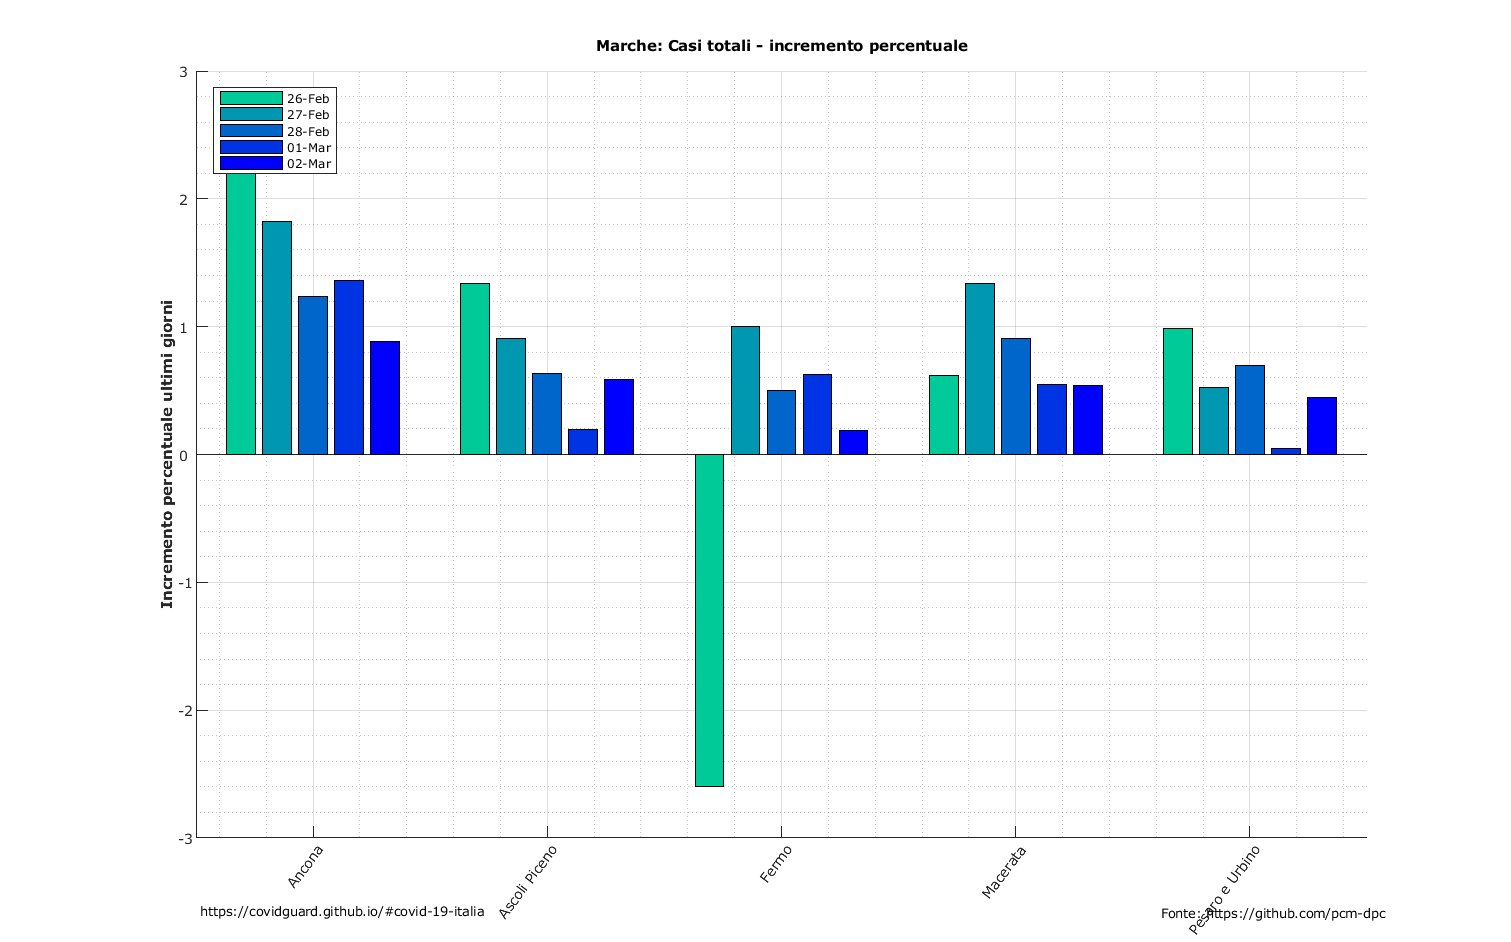 Marche: Casi totali - incremento percentuale
3
2
1
0
-1
-2
-3
Incremento percentuale ultimi giorni
26-Feb
27-Feb
28-Feb
01-Mar
02-Mar
Ancona
Ascoli Piceno
Fermo
Macerata
Pesaro e Urbino
https://covidguard.github.io/#covid-19-italia
Fonte: https://github.com/pcm-dpc